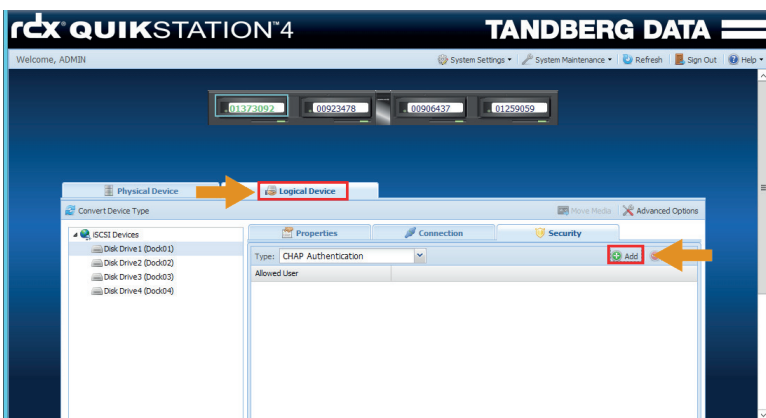 rdx® QUIKSTATION™4
TANDBERG DATA
Welcome, ADMIN
System Settings
System Maintenance
Refresh
Sign Out
Help
01373092
00923478
00906437
01259059
Physical Device
Logical Device
Convert Device Type
Move Media
Advanced Options
iSCSI Devices
Disk Drive1 (Dock01)
Disk Drive2 (Dock02)
Disk Drive3 (Dock03)
Disk Drive4 (Dock04)
Properties
Connection
Security
Type: CHAP Authentication
Add
Allowed User